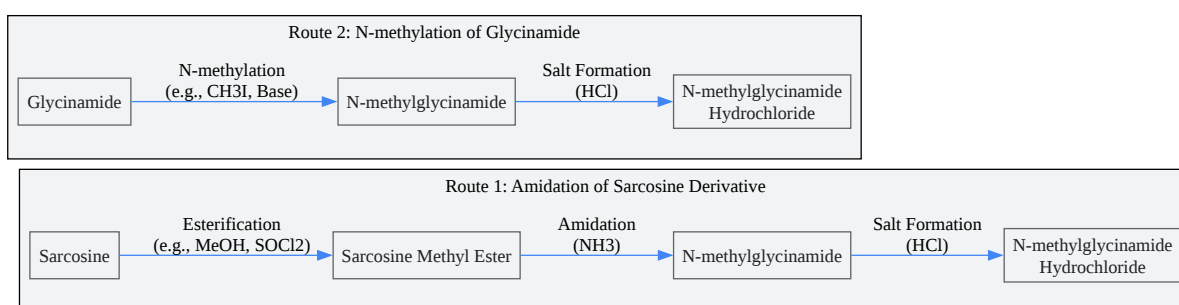 Route 2: N-methylation of Glycinamide
Glycinamide
N-methylation
(e.g., CH3I, Base)
N-methylglycinamide
Salt Formation
(HCl)
N-methylglycinamide
Hydrochloride
Route 1: Amidation of Sarcosine Derivative
Sarcosine
Esterification
(e.g., MeOH, SOCl2)
Sarcosine Methyl Ester
Amidation
(NH3)
N-methylglycinamide
Salt Formation
(HCl)
N-methylglycinamide
Hydrochloride